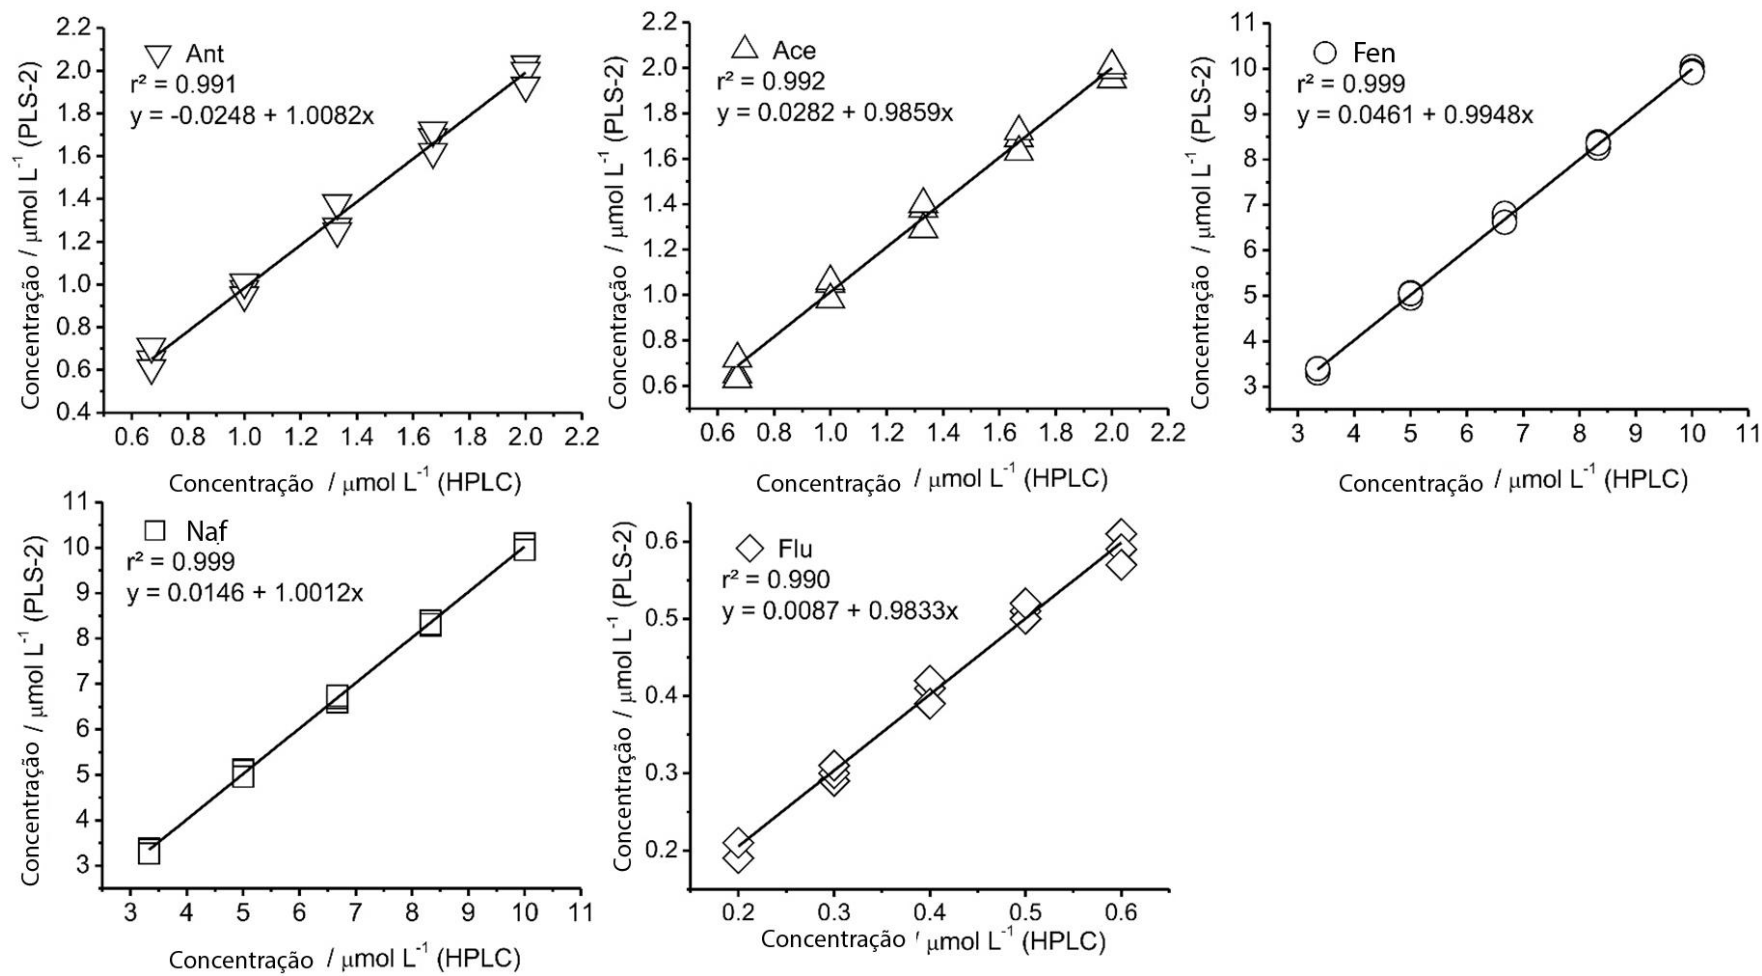 Ant
r² = 0.991
y = -0.0248 + 1.0082x
2.2
2.0
1.8
1.6
1.4
1.2
1.0
0.8
0.6
0.4
Concentração / μmol L⁻¹ (PLS-2)
0.6 0.8 1.0 1.2 1.4 1.6 1.8 2.0 2.2
Concentração / μmol L⁻¹ (HPLC)
Ace
r² = 0.992
y = 0.0282 + 0.9859x
2.2
2.0
1.8
1.6
1.4
1.2
1.0
0.8
0.6
Concentração / μmol L⁻¹ (PLS-2)
0.6 0.8 1.0 1.2 1.4 1.6 1.8 2.0 2.2
Concentração / μmol L⁻¹ (HPLC)
Fen
r² = 0.999
y = 0.0461 + 0.9948x
11
10
9
8
7
6
5
4
3
Concentração / μmol L⁻¹ (PLS-2)
3 4 5 6 7 8 9 10 11
Concentração / μmol L⁻¹ (HPLC)
Naf
r² = 0.999
y = 0.0146 + 1.0012x
11
10
9
8
7
6
5
4
3
Concentração / μmol L⁻¹ (PLS-2)
3 4 5 6 7 8 9 10 11
Concentração / μmol L⁻¹ (HPLC)
Flu
r² = 0.990
y = 0.0087 + 0.9833x
0.6
0.5
0.4
0.3
0.2
Concentração / μmol L⁻¹ (PLS-2)
0.2 0.3 0.4 0.5 0.6
Concentração / μmol L⁻¹ (HPLC)